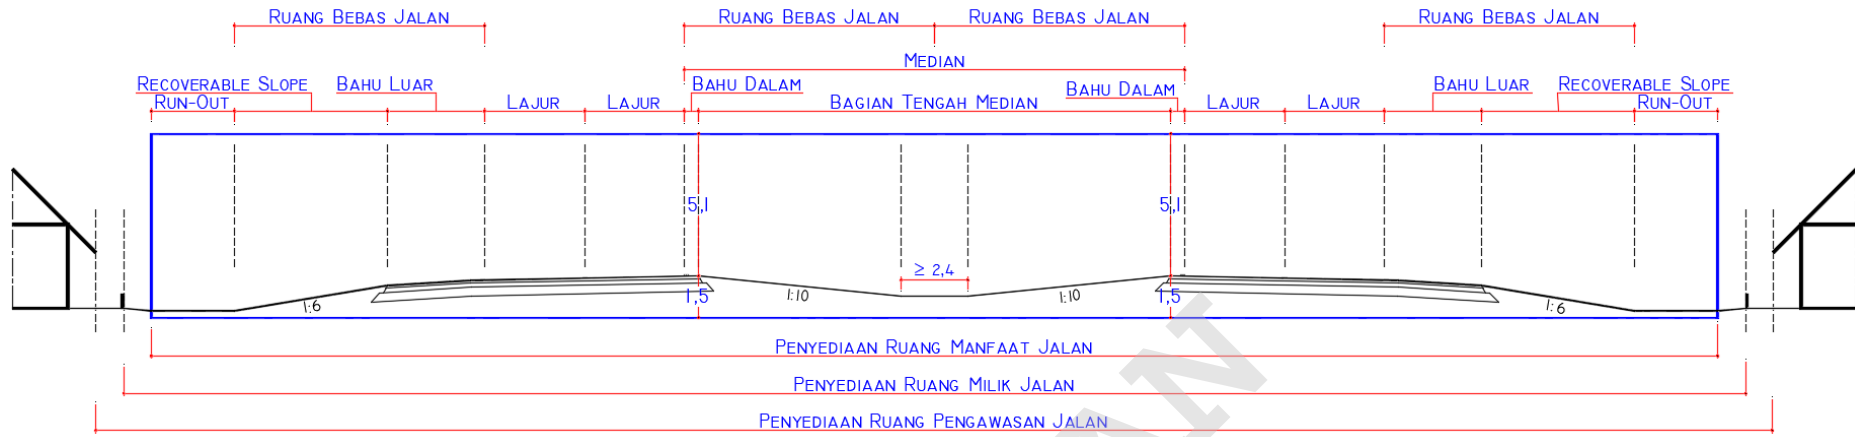 RUANG BEBAS JALAN RUANG BEBAS JALAN RUANG BEBAS JALAN RUANG BEBAS JALAN
MEDIAN
RECOVERABLE SLOPE BAHU LUAR BAHU DALAM BAHU DALAM BAHU LUAR RECOVERABLE SLOPE
RUN-OUT LAJUR LAJUR BAGIAN TENGAH MEDIAN LAJUR LAJUR RUN-OUT
5,1 5,1
≥ 2,4
1:6 1,5 1:10 1:10 1,5 1:6
PENYEDIAAN RUANG MANFAAT JALAN
PENYEDIAAN RUANG MILIK JALAN
PENYEDIAAN RUANG PENGAWASAN JALAN